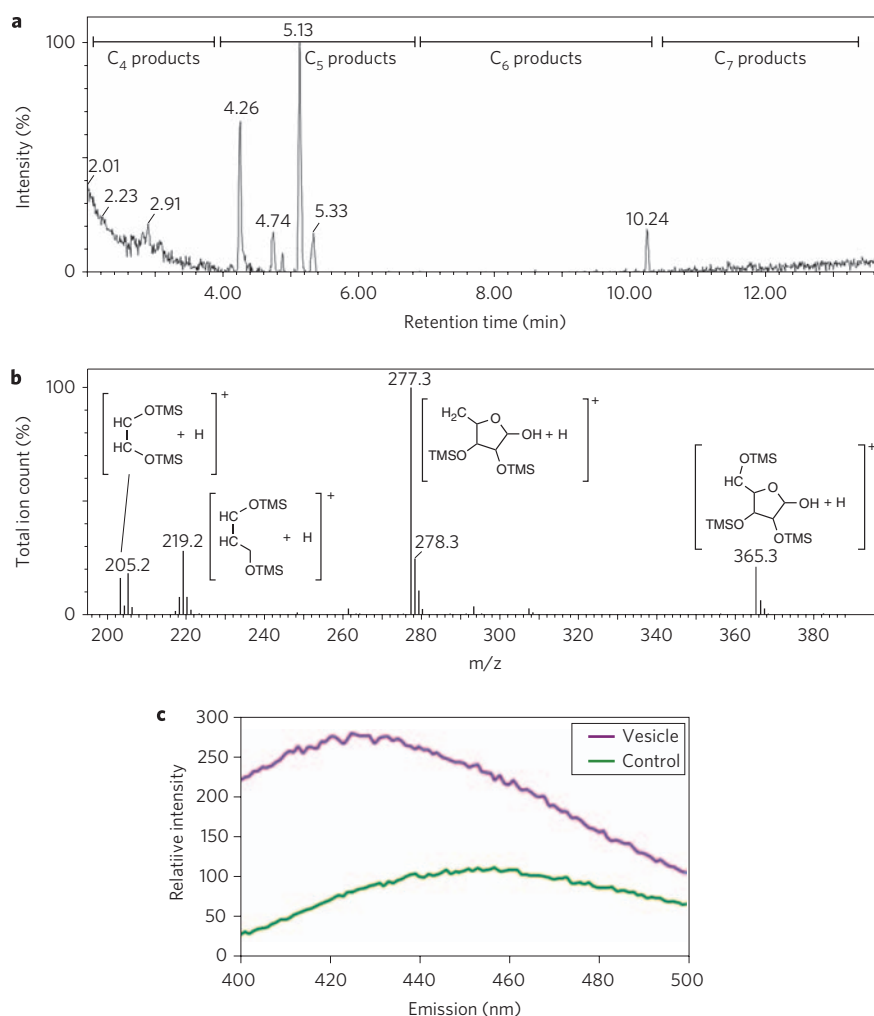 a
100
5.13
C4 products
C5 products
C6 products
C7 products
4.26
Intensity (%)
2.01
2.23
2.91
4.74
5.33
10.24
0
4.00
6.00
8.00
10.00
12.00
Retention time (min)
b
100
277.3
+
HC
OTMS
HC
OTMS
+ H
H2C
O
OH + H
TMSO
OTMS
+
+
OTMS
HC
O
OH + H
TMSO
OTMS
Total ion count (%)
205.2
219.2
OTMS
HC
HC
+ H
OTMS
+
278.3
365.3
0
200
220
240
260
280
300
320
340
360
380
m/z
c
300
250
200
150
100
50
0
Relatiive intensity
Vesicle
Control
400
420
440
460
480
500
Emission (nm)